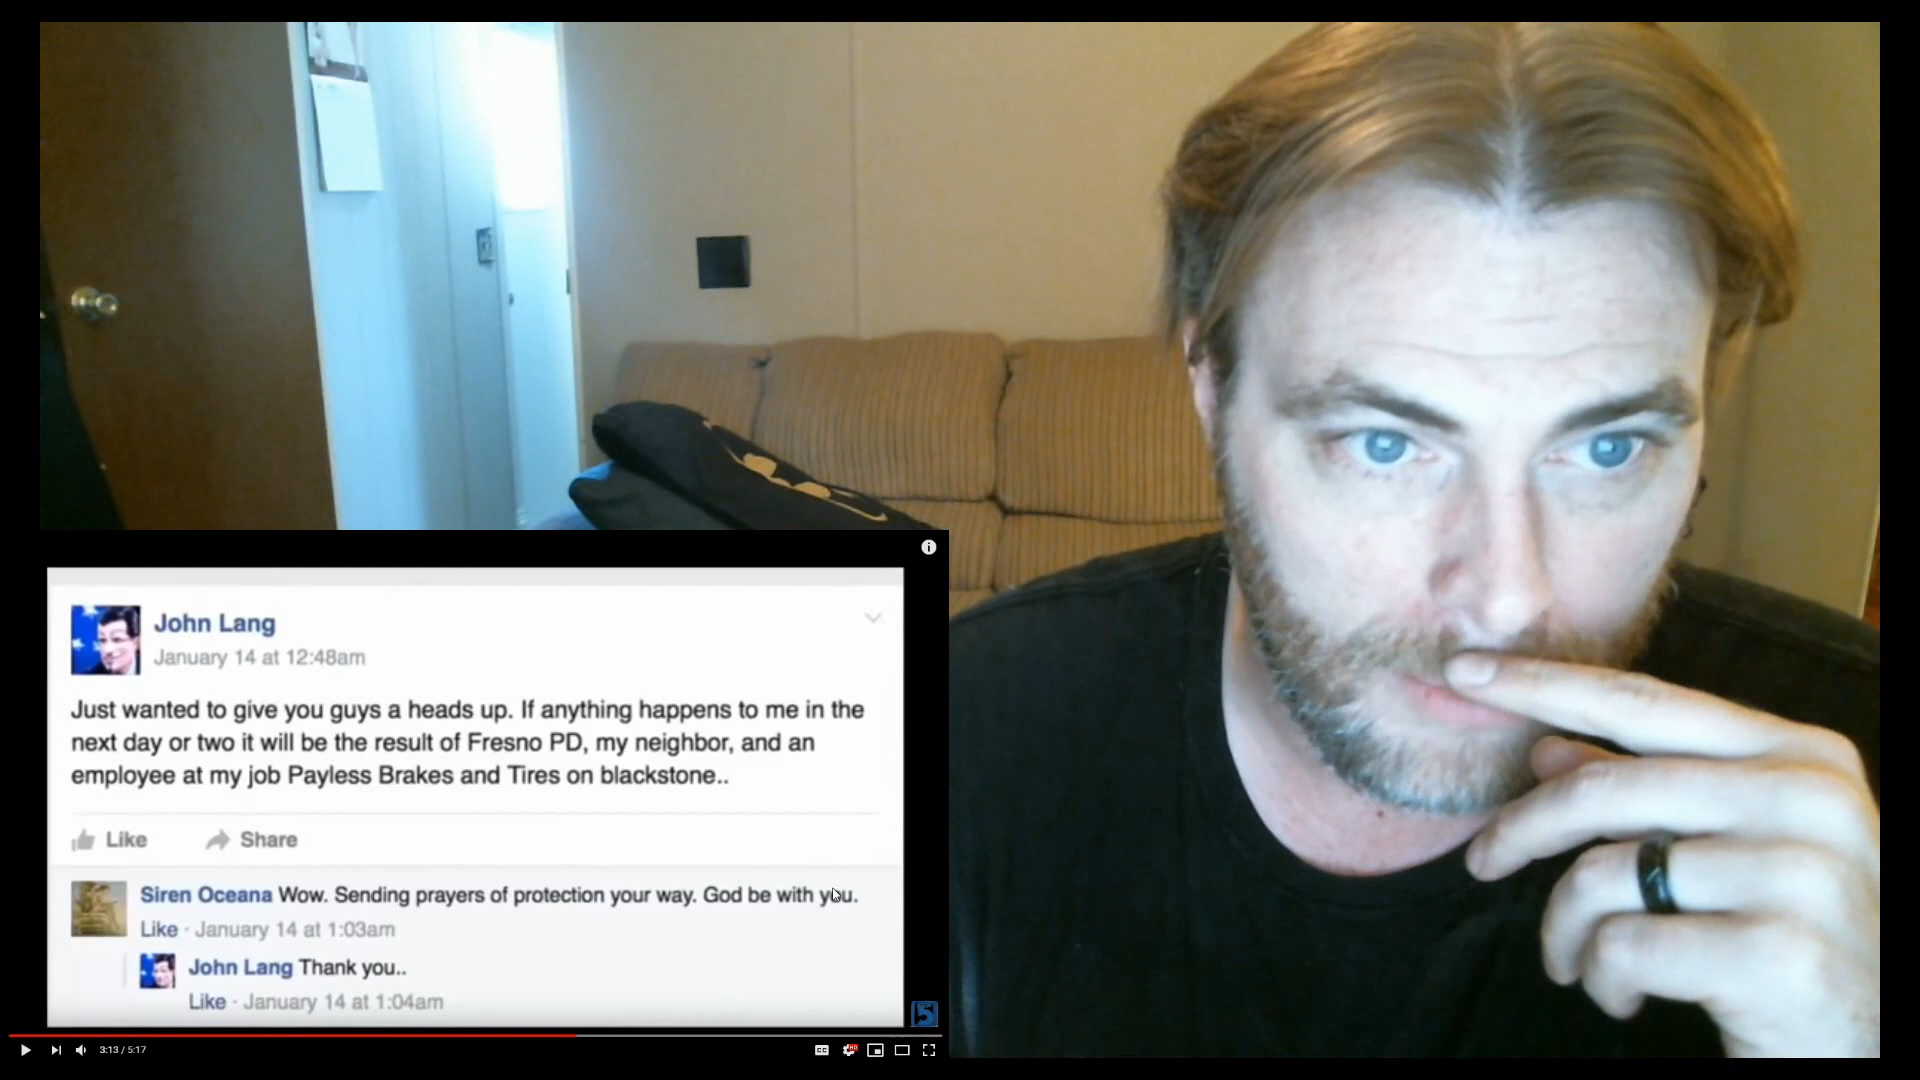 John Lang
January 14 at 12:48am
Just wanted to give you guys a heads up. If anything happens to me in the
next day or two it will be the result of Fresno PD, my neighbor, and an
employee at my job Payless Brakes and Tires on blackstone..
Like Share
Siren Oceana Wow. Sending prayers of protection your way. God be with you.
Like · January 14 at 1:03am
John Lang Thank you..
Like · January 14 at 1:04am
5
3:13 / 5:17
CC HD